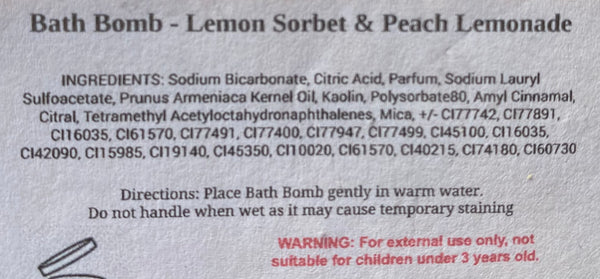 Bath Bomb - Lemon Sorbet & Peach Lemonade
INGREDIENTS: Sodium Bicarbonate, Citric Acid, Parfum, Sodium Lauryl
Sulfoacetate, Prunus Armeniaca Kernel Oil, Kaolin, Polysorbate80, Amyl Cinnamal,
Citral, Tetramethyl Acetyloctahydronaphthalenes, Mica, +/- CI77742, CI77891,
CI16035, CI61570, CI77491, CI77400, CI77947, CI77499, CI45100, CI16035,
CI42090, CI15985, CI19140, CI45350, CI10020, CI61570, CI40215, CI74180, CI60730
Directions: Place Bath Bomb gently in warm water.
Do not handle when wet as it may cause temporary staining
WARNING: For external use only, not
suitable for children under 3 years old.